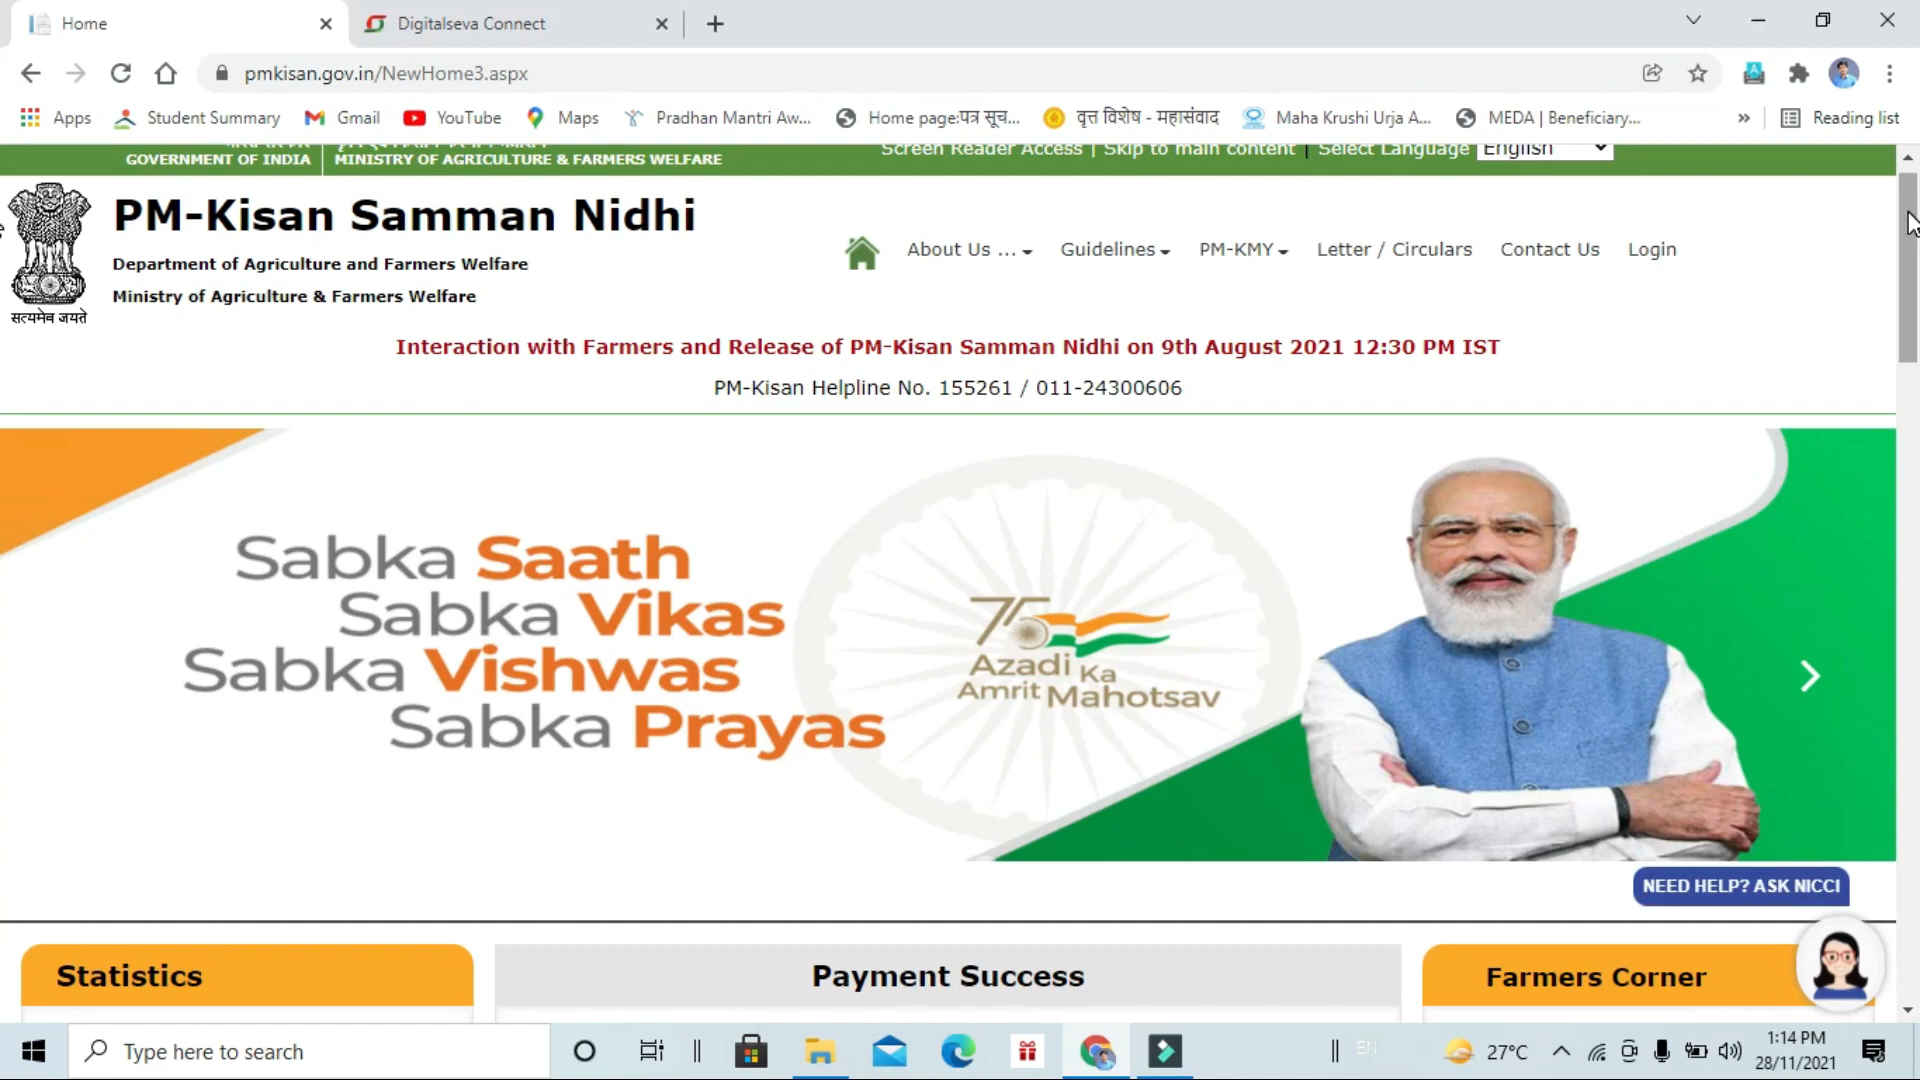 Home
Digitalseva Connect
pmkisan.gov.in/NewHome3.aspx
Apps
Student Summary
Gmail
YouTube
Maps
Pradhan Mantri Aw...
Home page:पत्र सूच...
वृत्त विशेष - महासंवाद
Maha Krushi Urja A...
MEDA | Beneficiary...
»
Reading list
GOVERNMENT OF INDIA
MINISTRY OF AGRICULTURE & FARMERS WELFARE
Screen Reader Access | Skip to main content | Select Language English
PM-Kisan Samman Nidhi
Department of Agriculture and Farmers Welfare
Ministry of Agriculture & Farmers Welfare
सत्यमेव जयते
About Us ...
Guidelines
PM-KMY
Letter / Circulars
Contact Us
Login
Interaction with Farmers and Release of PM-Kisan Samman Nidhi on 9th August 2021 12:30 PM IST
PM-Kisan Helpline No. 155261 / 011-24300606
Sabka Saath
Sabka Vikas
Sabka Vishwas
Sabka Prayas
75
Azadi Ka
Amrit Mahotsav
NEED HELP? ASK NICCI
Statistics
Payment Success
Farmers Corner
Type here to search
EN
27°C
1:14 PM
28/11/2021